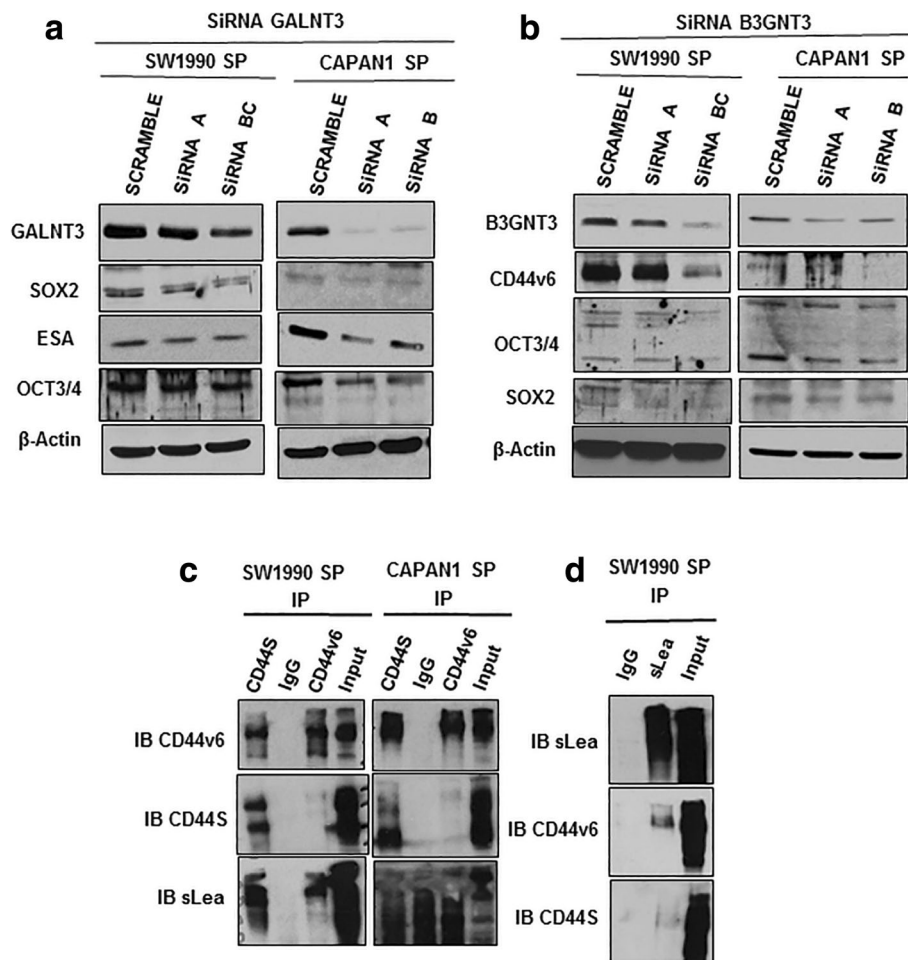 a
SiRNA GALNT3
SW1990 SP
CAPAN1 SP
SCRAMBLE
SiRNA A
SiRNA BC
SCRAMBLE
SiRNA A
SiRNA B
GALNT3
SOX2
ESA
OCT3/4
β-Actin
b
SiRNA B3GNT3
SW1990 SP
CAPAN1 SP
SCRAMBLE
SiRNA A
SiRNA BC
SCRAMBLE
SiRNA A
SiRNA B
B3GNT3
CD44v6
OCT3/4
SOX2
β-Actin
c
SW1990 SP
IP
CAPAN1 SP
IP
CD44S
IgG
CD44v6
Input
CD44S
IgG
CD44v6
Input
IB CD44v6
IB CD44S
IB sLea
d
SW1990 SP
IP
IgG
sLea
Input
IB sLea
IB CD44v6
IB CD44S